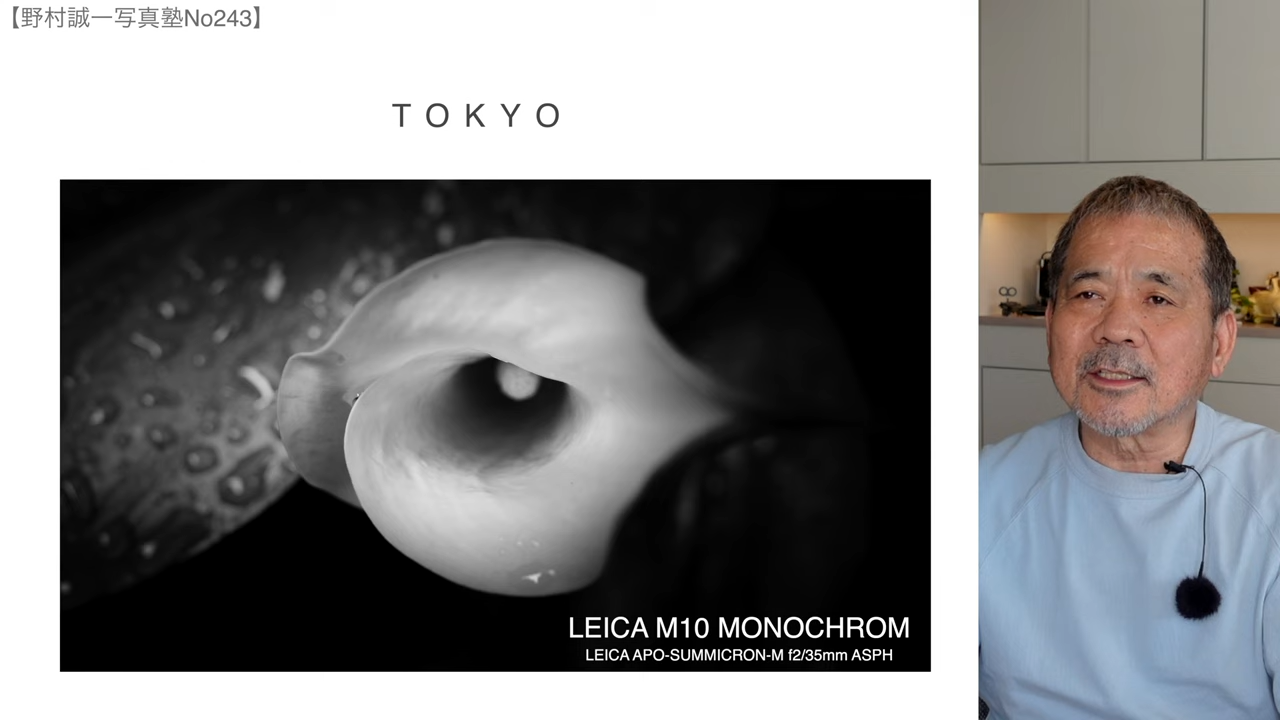 【野村誠一写真塾No243】
TOKYO
LEICA M10 MONOCHROM
LEICA APO-SUMMICRON-M f2/35mm ASPH